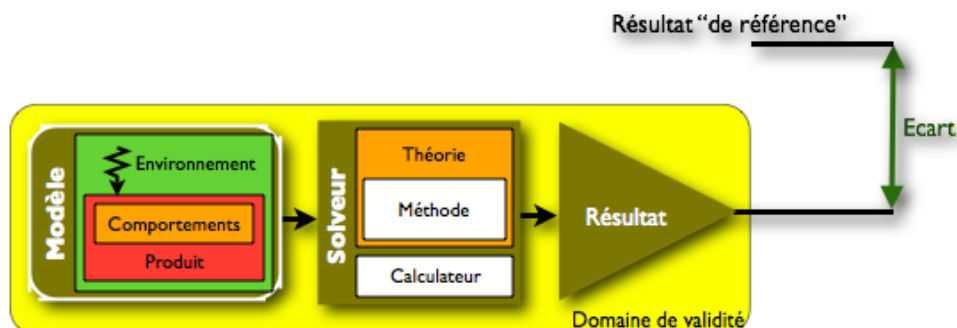 Résultat “de référence”
Ecart
Modèle
Environnement
Comportements
Produit
Solveur
Théorie
Méthode
Calculateur
Résultat
Domaine de validité